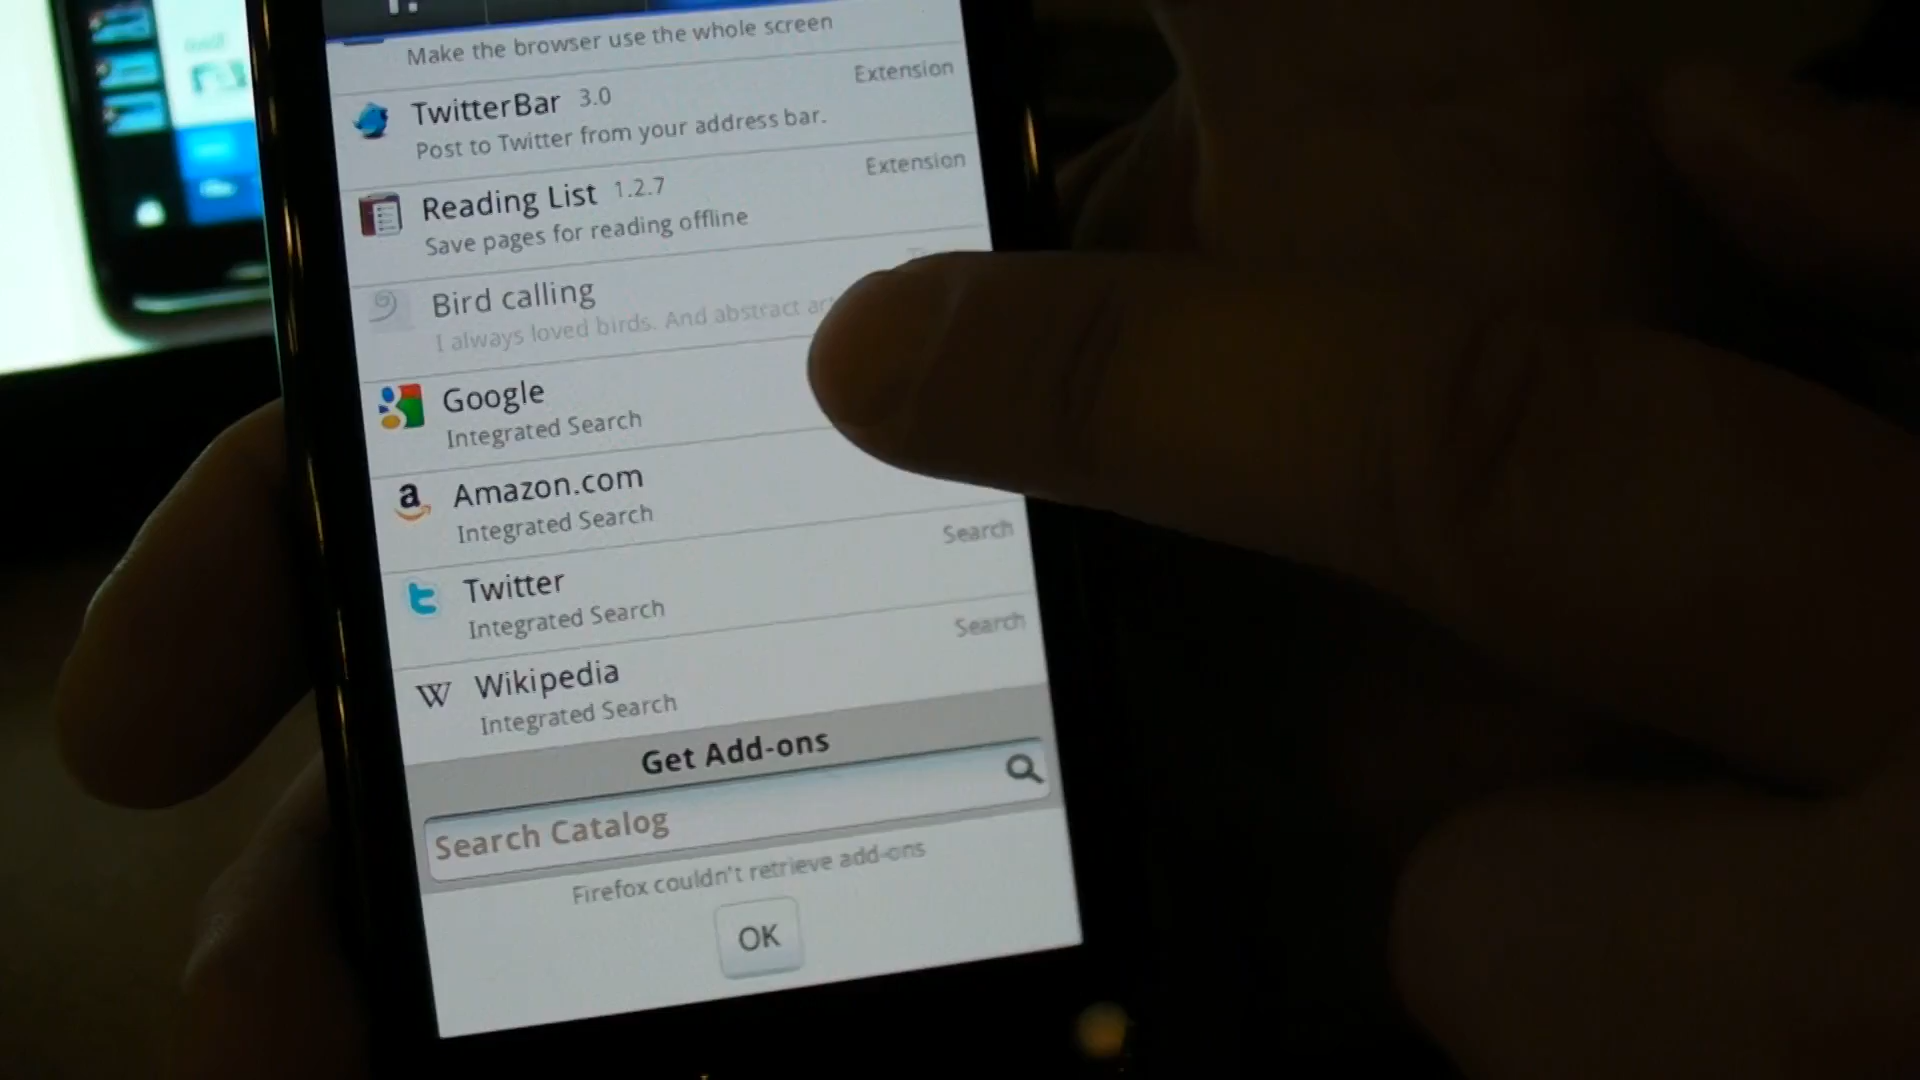 Make the browser use the whole screen
TwitterBar 3.0
Extension
Post to Twitter from your address bar.
Reading List 1.2.7
Extension
Save pages for reading offline
Bird calling
I always loved birds. And abstract
Google
Integrated Search
a Amazon.com
Integrated Search
Twitter
Search
Integrated Search
W Wikipedia
Search
Integrated Search
Get Add-ons
Search Catalog
Firefox couldn't retrieve add-ons
OK